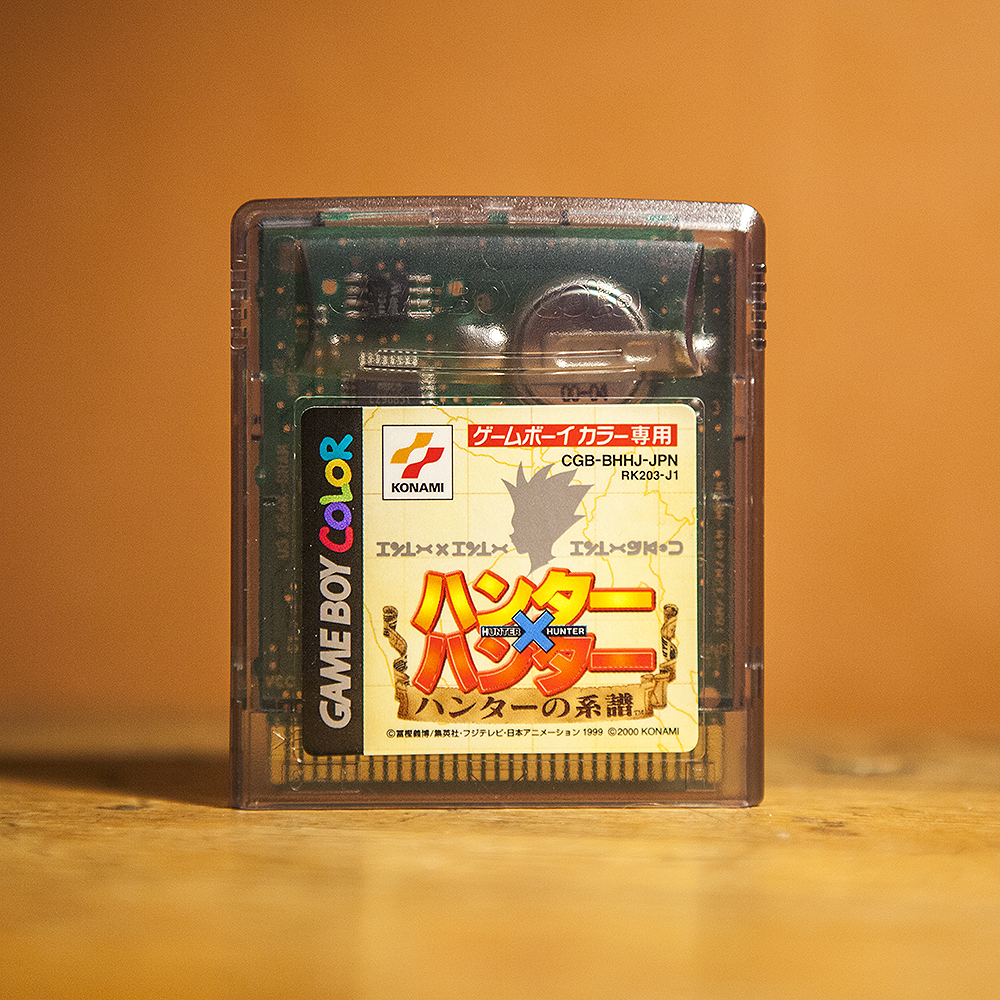 GAME BOY COLOR
KONAMI
ゲームボーイカラー専用
CGB-BHHJ-JPN
RK203-J1
ハンター
HUNTER × HUNTER
ハンター
ハンターの系譜 ™
©冨樫義博/集英社・フジテレビ・日本アニメーション 1999 ©2000 KONAMI
00-04